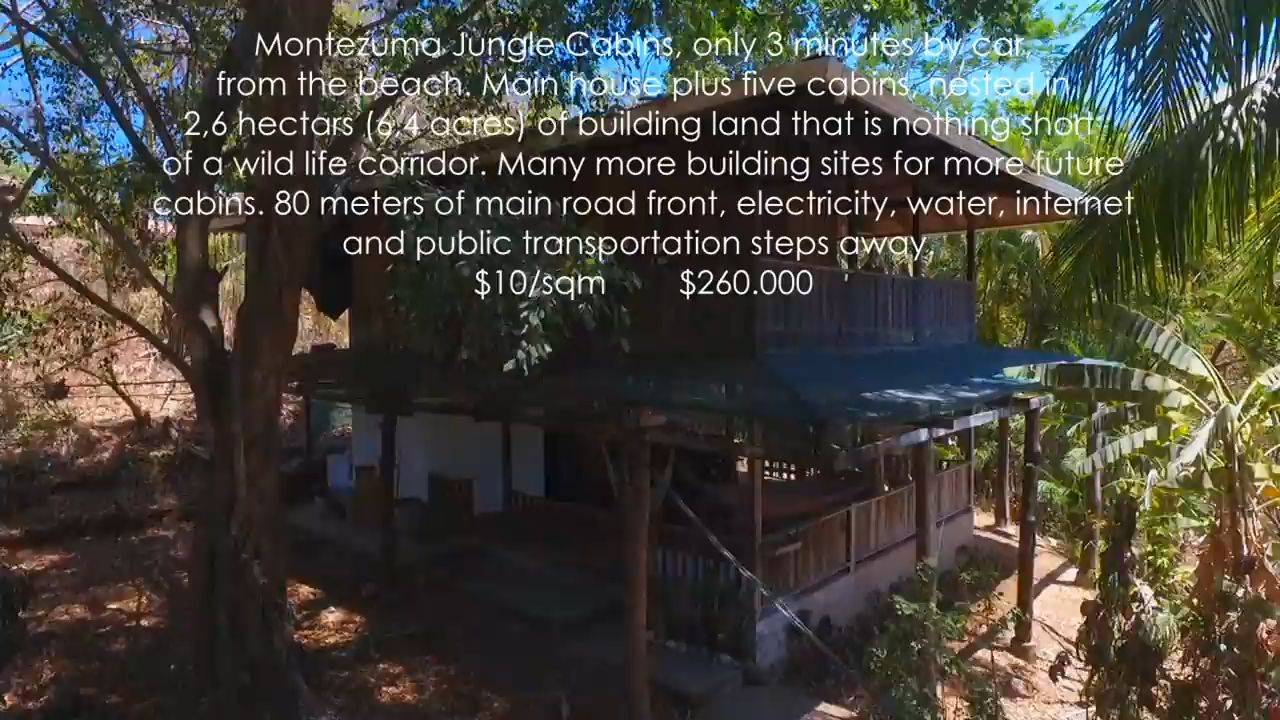 Montezuma Jungle Cabins, only 3 minutes by car,
from the beach. Main house plus five cabins, nested in
2,6 hectars (6,4 acres) of building land that is nothing short
of a wild life corridor. Many more building sites for more future
cabins. 80 meters of main road front, electricity, water, internet
and public transportation steps away.
$10/sqm $260.000